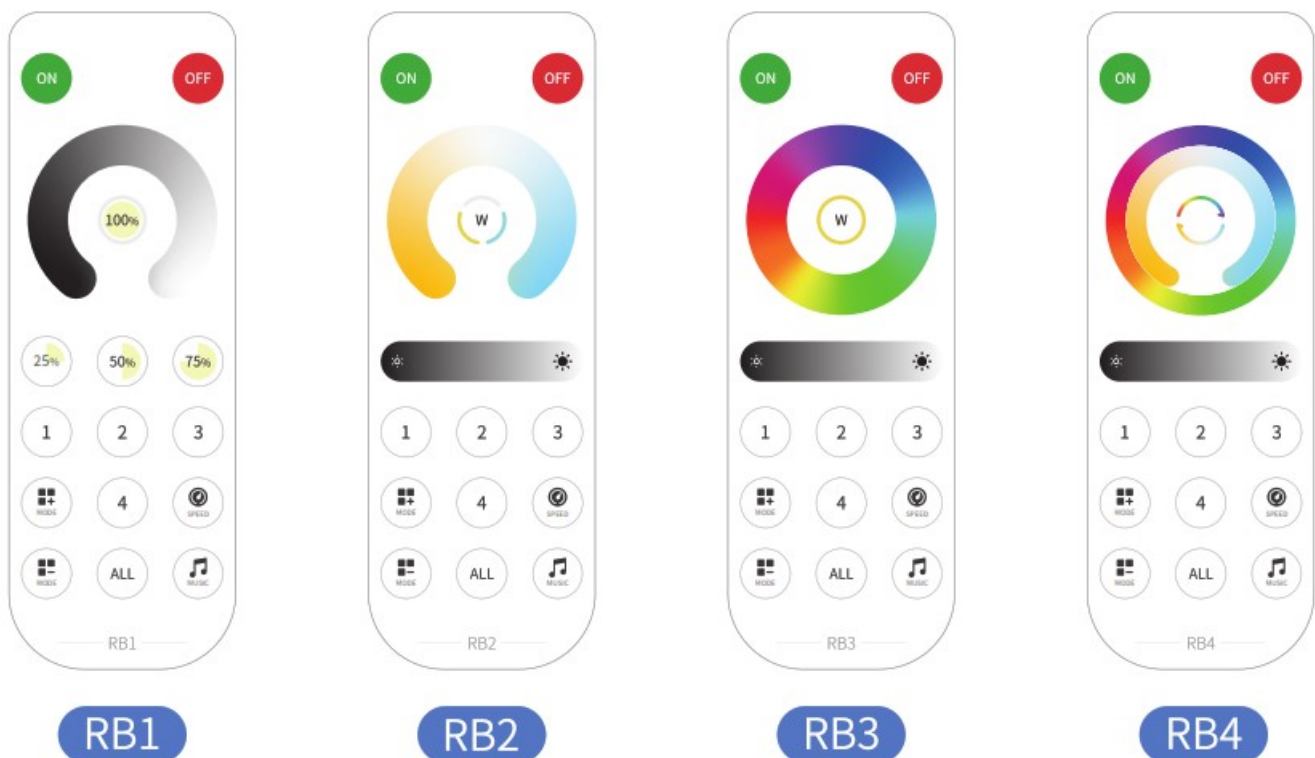 ON OFF ON OFF ON OFF ON OFF
100% W W
25% 50% 75%
1 2 3 1 2 3 1 2 3 1 2 3
MODE 4 SPEED MODE 4 SPEED MODE 4 SPEED MODE 4 SPEED
MODE ALL MUSIC MODE ALL MUSIC MODE ALL MUSIC MODE ALL MUSIC
RB1 RB2 RB3 RB4
RB1 RB2 RB3 RB4